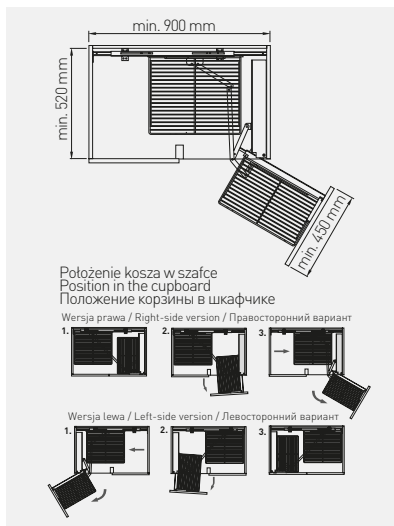 min. 900 mm
min. 520 mm
min. 450 mm
Położenie kosza w szafce
Position in the cupboard
Положение корзины в шкафчике
Wersja prawa / Right-side version / Правосторонний вариант
1. 2. 3.
Wersja lewa / Left-side version / Левосторонний вариант
1. 2. 3.